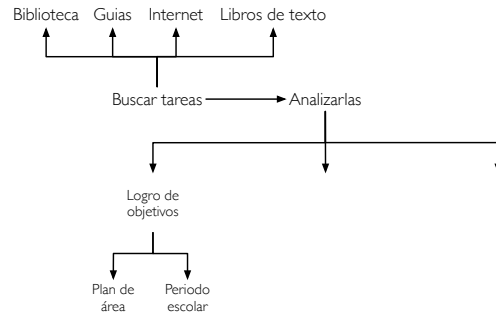 Biblioteca Guias Internet Libros de texto
Buscar tareas Analizarlas
Logro de
objetivos
Plan de
área
Periodo
escolar